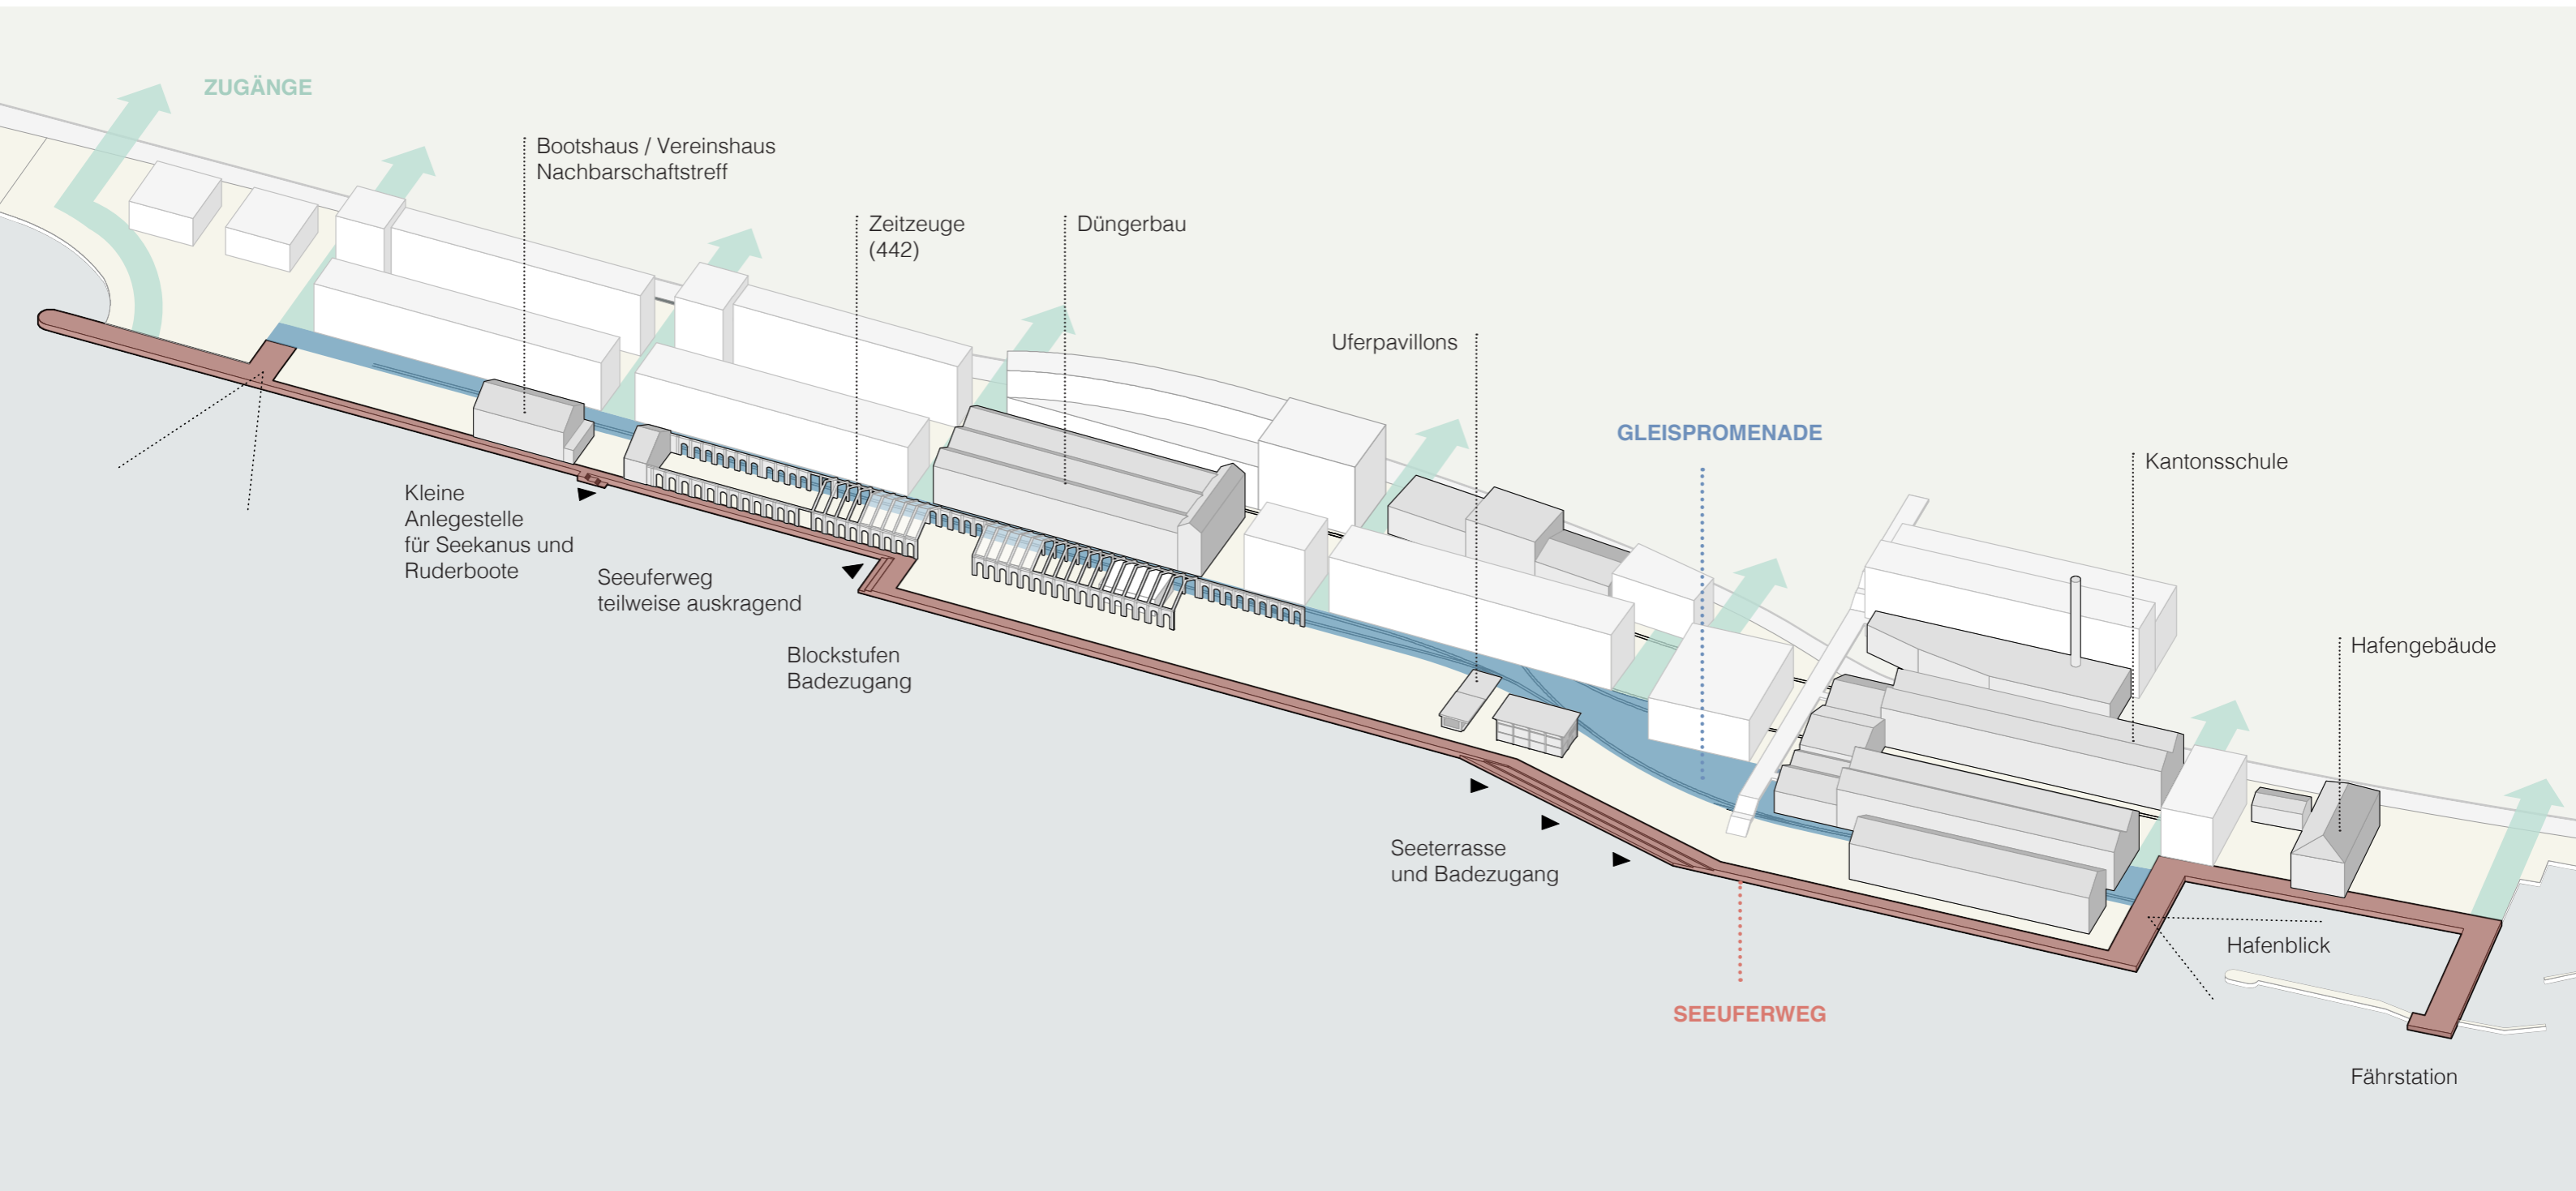 ZUGÄNGE
Bootshaus / Vereinshaus
Nachbarschaftstreff
Zeitzeuge
(442)
Düngerbau
Uferpavillons
GLEISPROMENADE
Kantonsschule
Kleine
Anlegestelle
für Seekanus und
Ruderboote
Seeuferweg
teilweise auskragend
Blockstufen
Badezugang
Hafengebäude
Seeterrasse
und Badezugang
Hafenblick
SEEUFERWEG
Fährstation